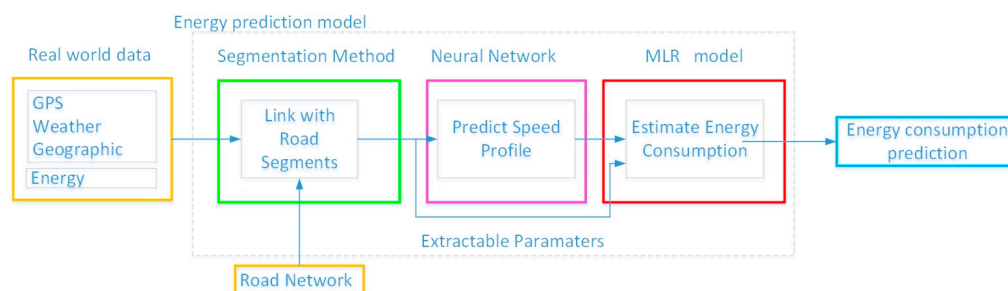 Energy prediction model
Real world data
Segmentation Method
Neural Network
MLR model
GPS
Weather
Geographic
Energy
Link with
Road
Segments
Predict Speed
Profile
Estimate Energy
Consumption
Energy consumption
prediction
Extractable Paramaters
Road Network